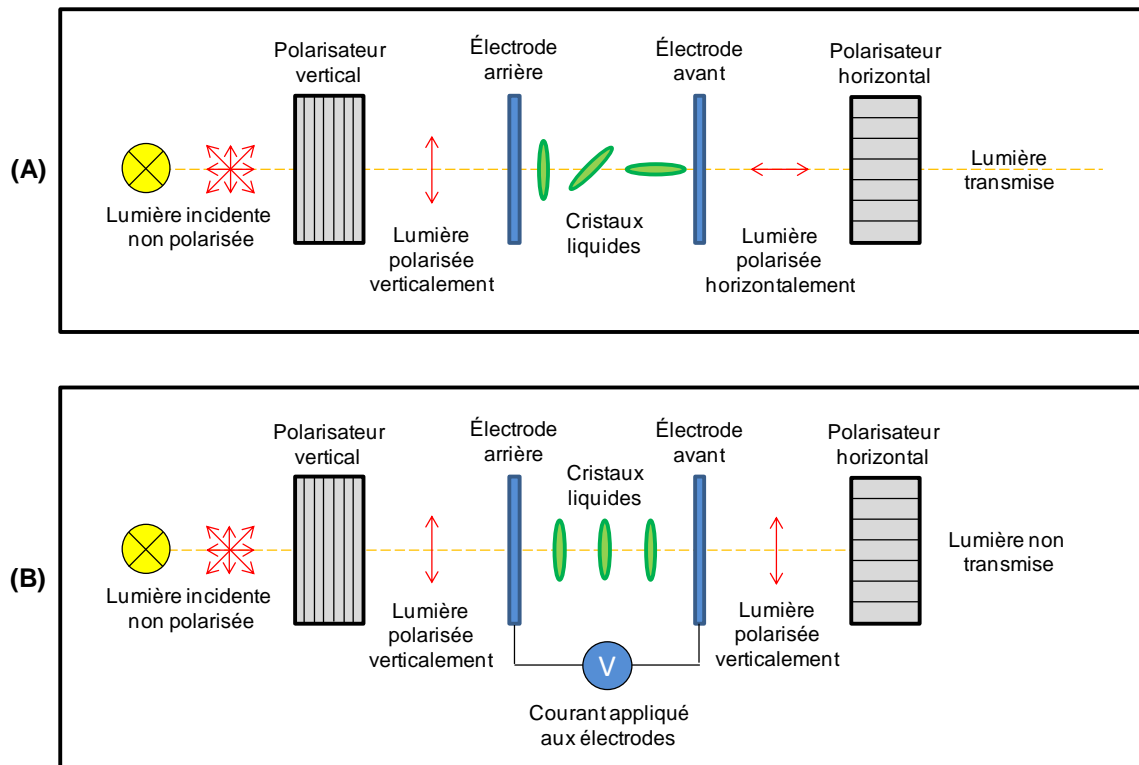 (A)
Polarisateur
vertical
Électrode
arrière
Électrode
avant
Polarisateur
horizontal
Lumière incidente
non polarisée
Lumière
polarisée
verticalement
Cristaux
liquides
Lumière
polarisée
horizontalement
Lumière
transmise
(B)
Polarisateur
vertical
Électrode
arrière
Cristaux
liquides
Électrode
avant
Polarisateur
horizontal
Lumière incidente
non polarisée
Lumière
polarisée
verticalement
V
Courant appliqué
aux électrodes
Lumière
polarisée
verticalement
Lumière non
transmise